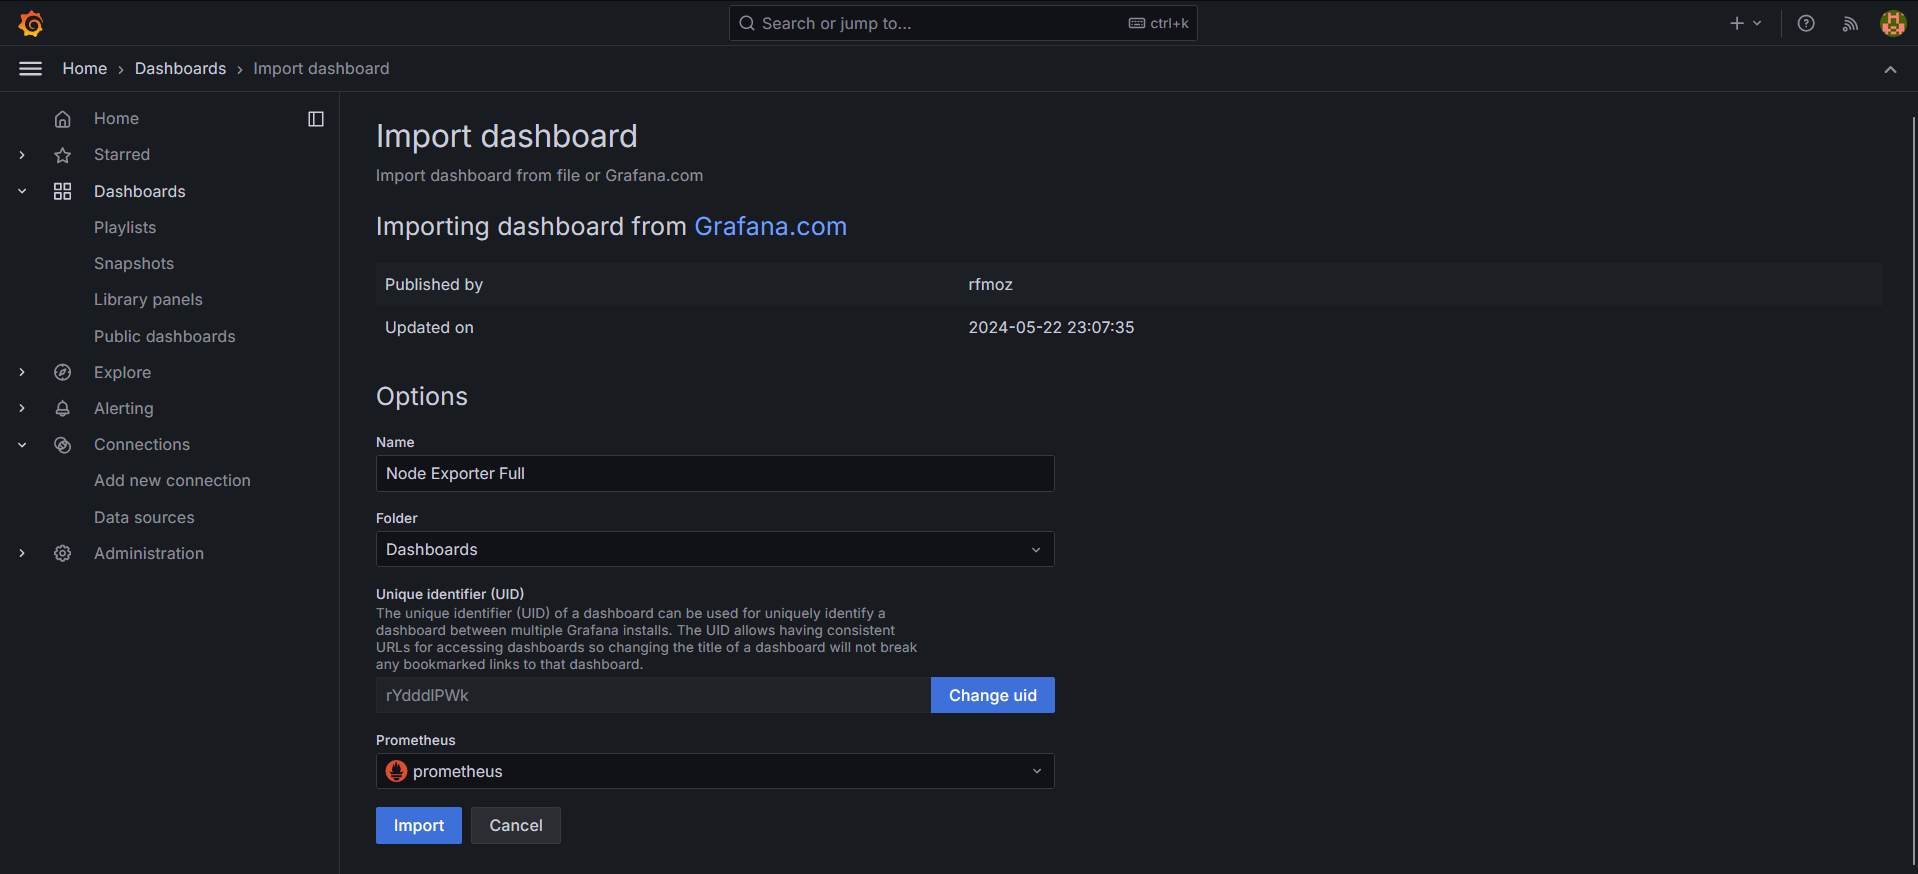 Search or jump to...
ctrl+k
Home › Dashboards › Import dashboard
Home
Starred
Dashboards
Playlists
Snapshots
Library panels
Public dashboards
Explore
Alerting
Connections
Add new connection
Data sources
Administration
Import dashboard
Import dashboard from file or Grafana.com
Importing dashboard from Grafana.com
Published by rfmoz
Updated on 2024-05-22 23:07:35
Options
Name
Node Exporter Full
Folder
Dashboards
Unique identifier (UID)
The unique identifier (UID) of a dashboard can be used for uniquely identify a
dashboard between multiple Grafana installs. The UID allows having consistent
URLs for accessing dashboards so changing the title of a dashboard will not break
any bookmarked links to that dashboard.
rYdddlPWk
Change uid
Prometheus
prometheus
Import
Cancel